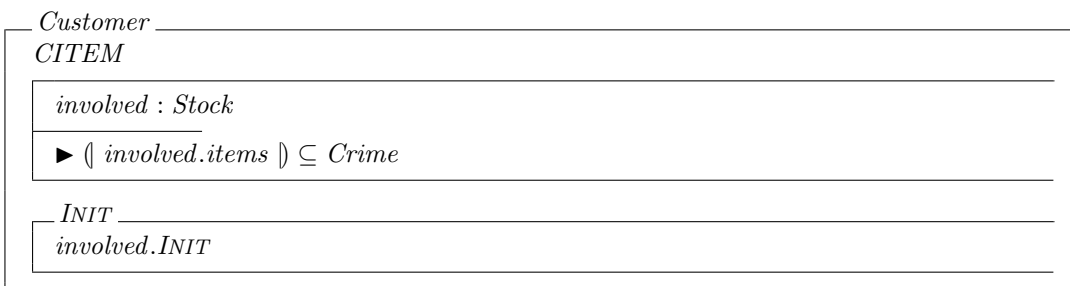 Customer
CITEM
involved : Stock
▶ ⦇ involved.items ⦈ ⊆ Crime
INIT
involved.INIT